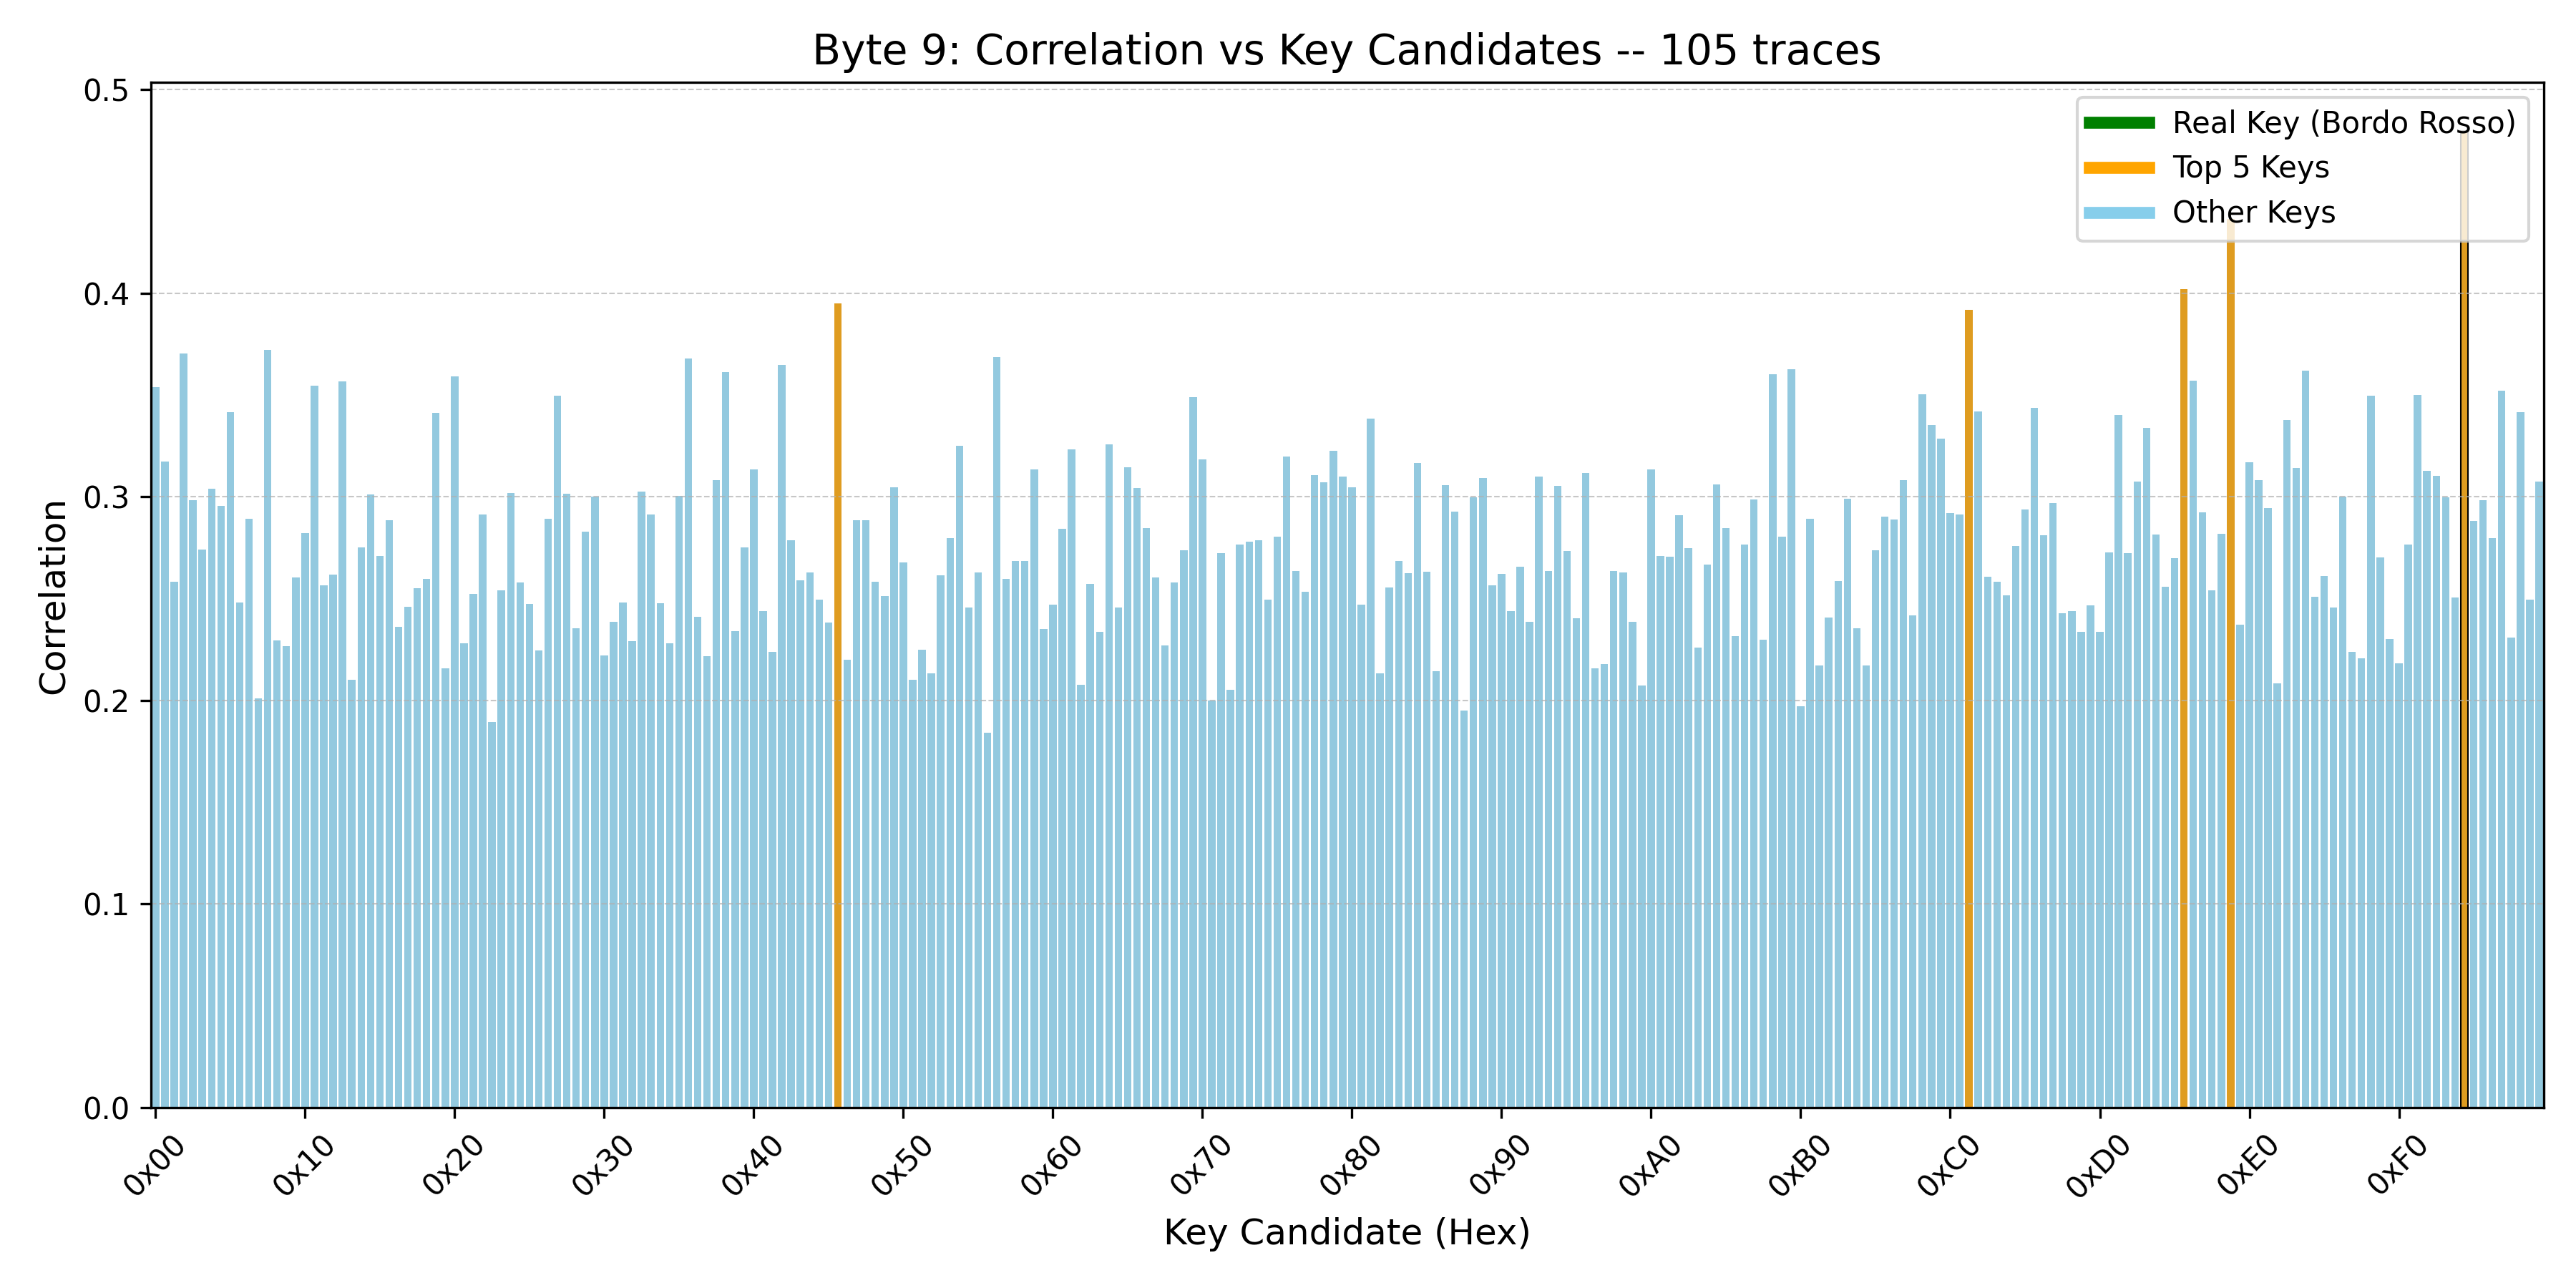 Byte 9: Correlation vs Key Candidates -- 105 traces
Real Key (Bordo Rosso)
Top 5 Keys
Other Keys
Correlation
0.5
0.4
0.3
0.2
0.1
0.0
0x00 0x10 0x20 0x30 0x40 0x50 0x60 0x70 0x80 0x90 0xA0 0xB0 0xC0 0xD0 0xE0 0xF0
Key Candidate (Hex)